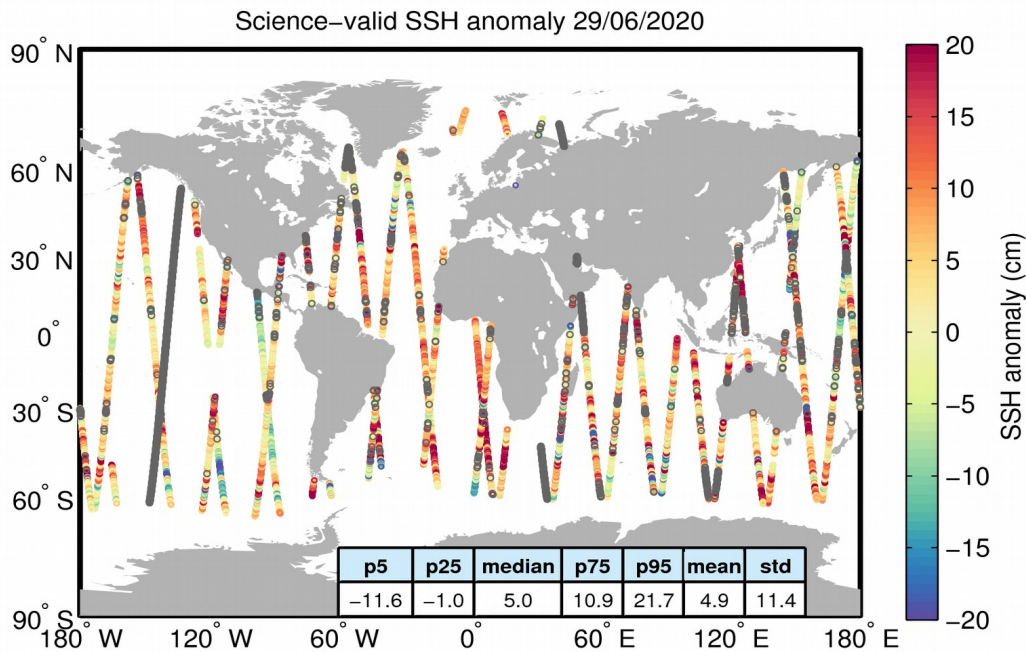 Science−valid SSH anomaly 29/06/2020
90° N
60° N
30° N
0°
30° S
60° S
90° S
180° W
120° W
60° W
0°
60° E
120° E
180° E
p5 p25 median p75 p95 mean std
−11.6 −1.0 5.0 10.9 21.7 4.9 11.4
20
15
10
5
0
−5
−10
−15
−20
SSH anomaly (cm)